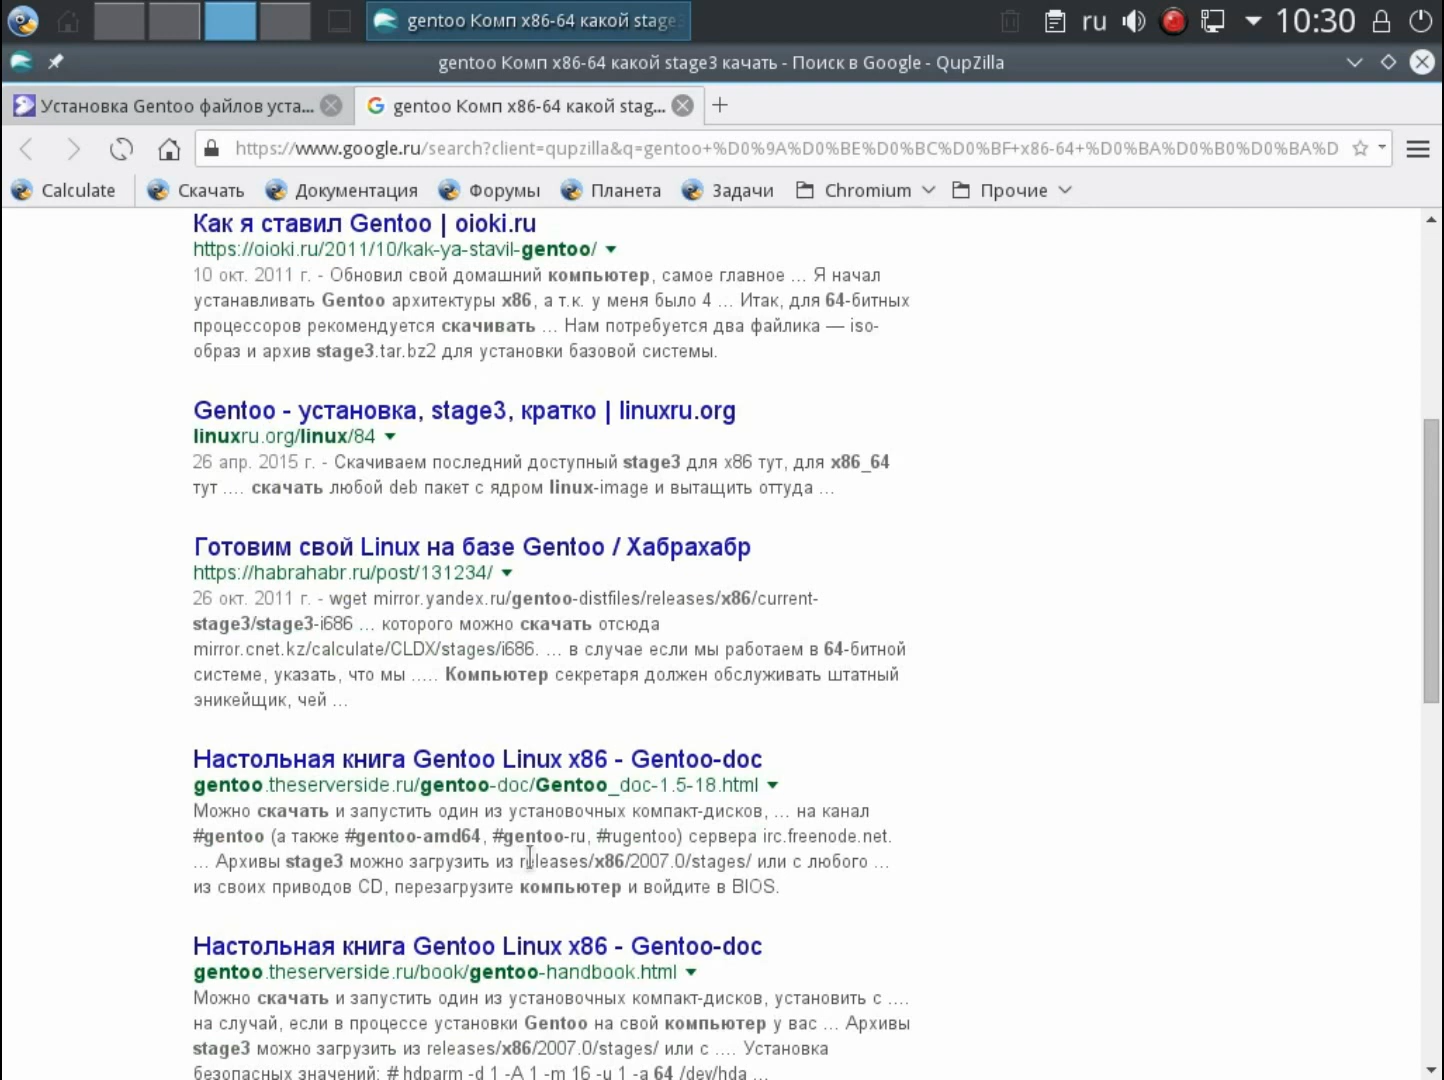 gentoo Комп x86-64 какой stage3
ru
10:30
gentoo Комп x86-64 какой stage3 качать - Поиск в Google - QupZilla
Установка Gentoo файлов уста...
gentoo Комп x86-64 какой stag...
https://www.google.ru/search?client=qupzilla&q=gentoo+%D0%9A%D0%BE%D0%BC%D0%BF+x86-64+%D0%BA%D0%B0%D0%BA%D
Calculate
Скачать
Документация
Форумы
Планета
Задачи
Chromium
Прочие
Как я ставил Gentoo | oioki.ru
https://oioki.ru/2011/10/kak-ya-stavil-gentoo/
10 окт. 2011 г. - Обновил свой домашний компьютер, самое главное ... Я начал
устанавливать Gentoo архитектуры x86, а т.к. у меня было 4 ... Итак, для 64-битных
процессоров рекомендуется скачивать ... Нам потребуется два файлика — iso-
образ и архив stage3.tar.bz2 для установки базовой системы.
Gentoo - установка, stage3, кратко | linuxru.org
linuxru.org/linux/84
26 апр. 2015 г. - Скачиваем последний доступный stage3 для x86 тут, для x86_64
тут .... скачать любой deb пакет с ядром linux-image и вытащить оттуда ...
Готовим свой Linux на базе Gentoo / Хабрахабр
https://habrahabr.ru/post/131234/
26 окт. 2011 г. - wget mirror.yandex.ru/gentoo-distfiles/releases/x86/current-
stage3/stage3-i686 ... которого можно скачать отсюда
mirror.cnet.kz/calculate/CLDX/stages/i686. ... в случае если мы работаем в 64-битной
системе, указать, что мы ..... Компьютер секретаря должен обслуживать штатный
эникейщик, чей ...
Настольная книга Gentoo Linux x86 - Gentoo-doc
gentoo.theserverside.ru/gentoo-doc/Gentoo_doc-1.5-18.html
Можно скачать и запустить один из установочных компакт-дисков, ... на канал
#gentoo (а также #gentoo-amd64, #gentoo-ru, #rugentoo) сервера irc.freenode.net.
... Архивы stage3 можно загрузить из releases/x86/2007.0/stages/ или с любого ...
из своих приводов CD, перезагрузите компьютер и войдите в BIOS.
Настольная книга Gentoo Linux x86 - Gentoo-doc
gentoo.theserverside.ru/book/gentoo-handbook.html
Можно скачать и запустить один из установочных компакт-дисков, установить с ....
на случай, если в процессе установки Gentoo на свой компьютер у вас ... Архивы
stage3 можно загрузить из releases/x86/2007.0/stages/ или с .... Установка
безопасных значений: # hdparm -d 1 -A 1 -m 16 -u 1 -a 64 /dev/hda ...